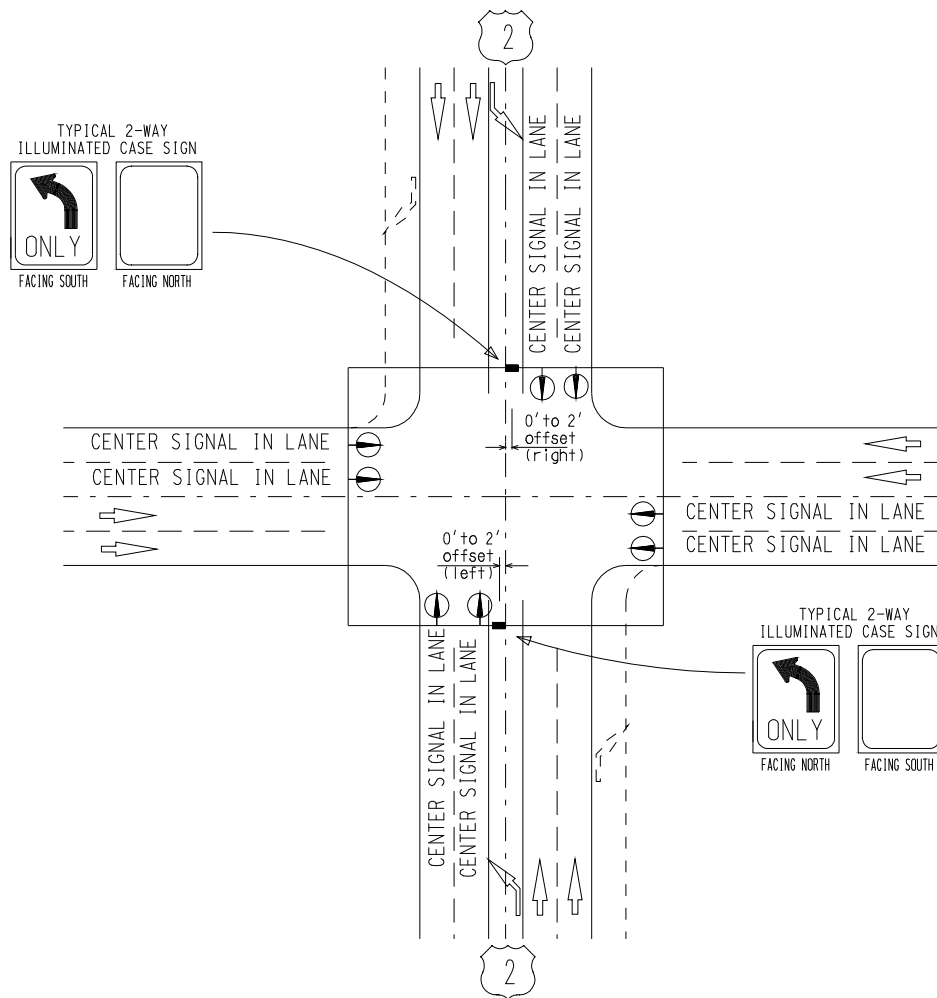 2
TYPICAL 2-WAY
ILLUMINATED CASE SIGN
ONLY
FACING SOUTH
FACING NORTH
CENTER SIGNAL IN LANE
CENTER SIGNAL IN LANE
0' to 2'
offset
(right)
CENTER SIGNAL IN LANE
CENTER SIGNAL IN LANE
CENTER SIGNAL IN LANE
CENTER SIGNAL IN LANE
0' to 2'
offset
(left)
TYPICAL 2-WAY
ILLUMINATED CASE SIGN
ONLY
FACING NORTH
FACING SOUTH
CENTER SIGNAL IN LANE
CENTER SIGNAL IN LANE
2